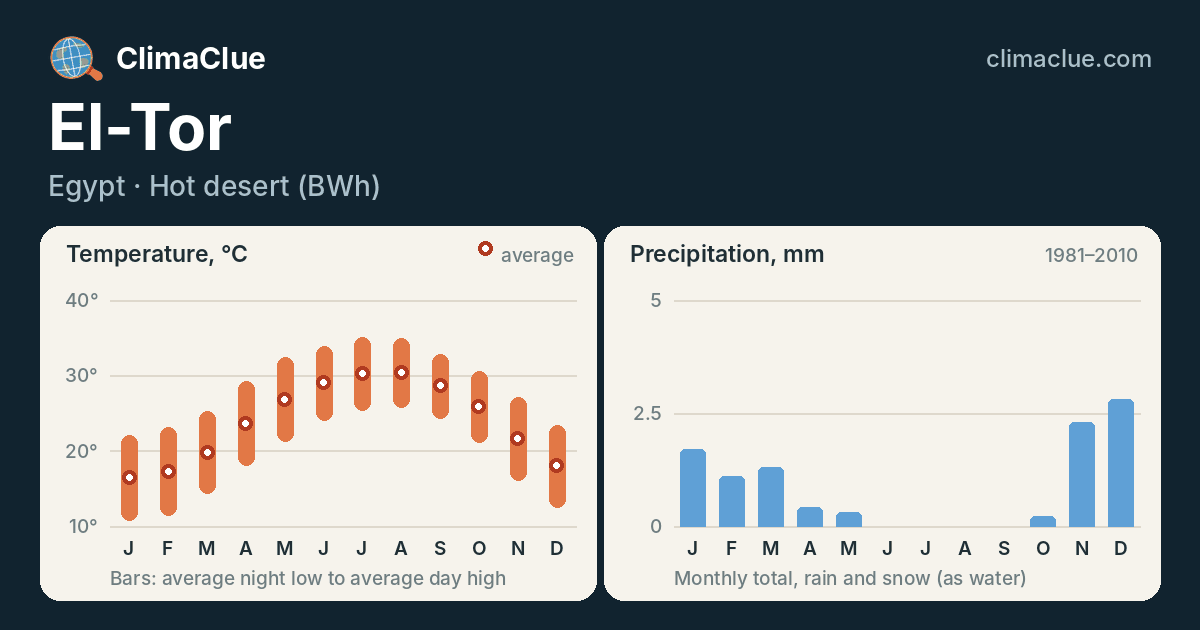 ClimaClue
climaclue.com
El-Tor
Egypt · Hot desert (BWh)
Temperature, °C
average
40°
30°
20°
10°
J F M A M J J A S O N D
Bars: average night low to average day high
Precipitation, mm
1981–2010
5
2.5
0
J F M A M J J A S O N D
Monthly total, rain and snow (as water)